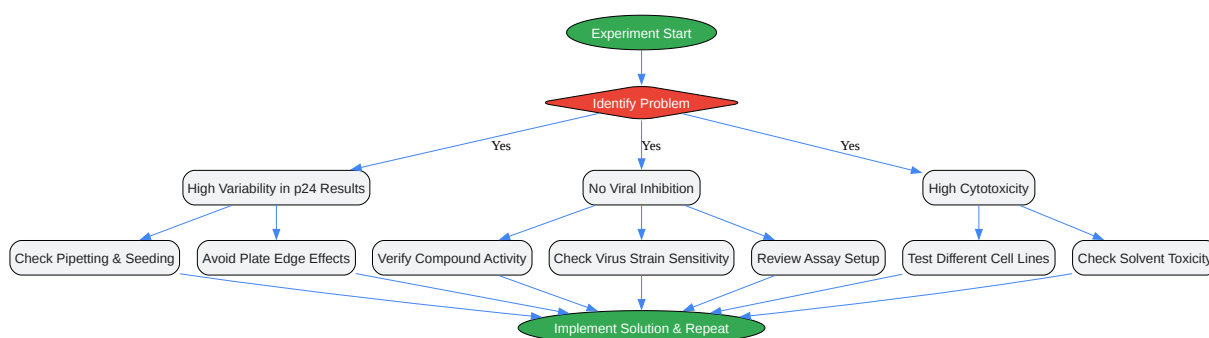 Experiment Start
Identify Problem
Yes
Yes
Yes
High Variability in p24 Results
No Viral Inhibition
High Cytotoxicity
Check Pipetting & Seeding
Avoid Plate Edge Effects
Verify Compound Activity
Check Virus Strain Sensitivity
Review Assay Setup
Test Different Cell Lines
Check Solvent Toxicity
Implement Solution & Repeat